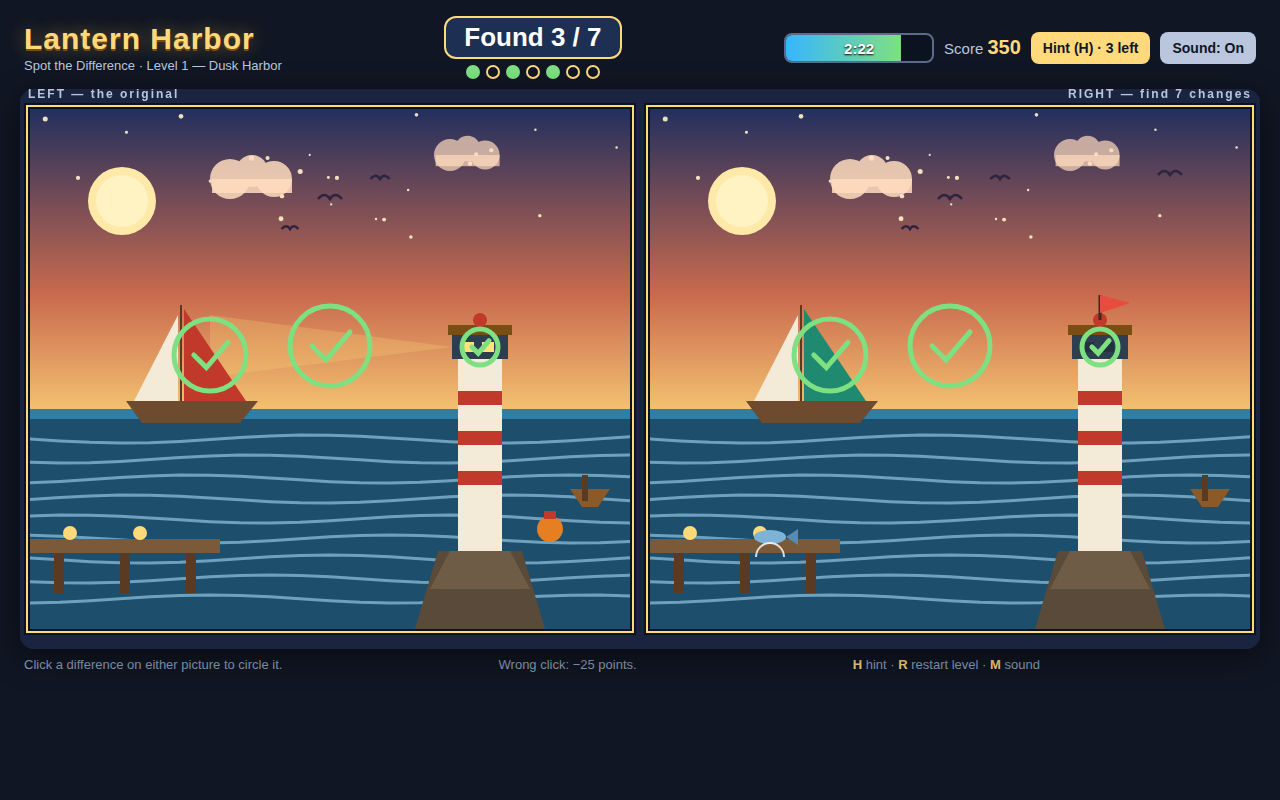 Lantern Harbor
Spot the Difference · Level 1 — Dusk Harbor
Found 3 / 7
2:22
Score 350
Hint (H) · 3 left
Sound: On
LEFT — the original
RIGHT — find 7 changes
Click a difference on either picture to circle it.
Wrong click: −25 points.
H hint · R restart level · M sound